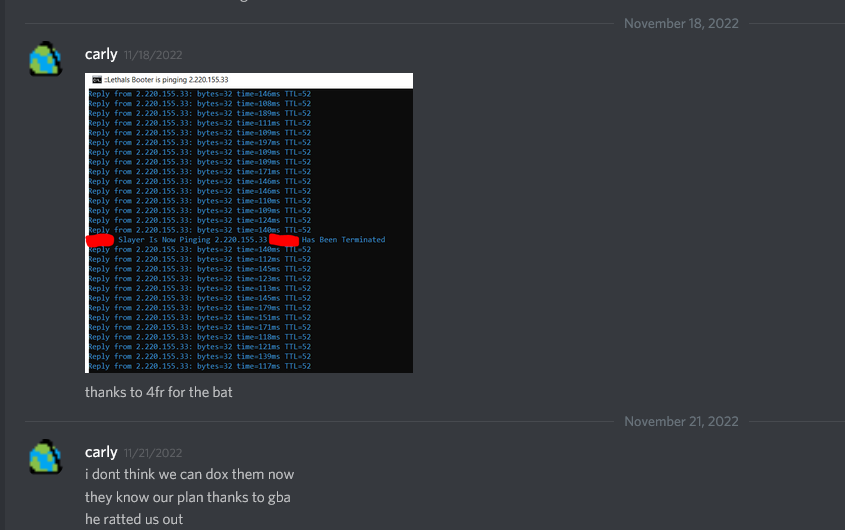 November 18, 2022
carly 11/18/2022
::Lethals Booter is pinging 2.220.155.33
Reply from 2.220.155.33: bytes=32 time=146ms TTL=52
Reply from 2.220.155.33: bytes=32 time=108ms TTL=52
Reply from 2.220.155.33: bytes=32 time=189ms TTL=52
Reply from 2.220.155.33: bytes=32 time=111ms TTL=52
Reply from 2.220.155.33: bytes=32 time=109ms TTL=52
Reply from 2.220.155.33: bytes=32 time=197ms TTL=52
Reply from 2.220.155.33: bytes=32 time=109ms TTL=52
Reply from 2.220.155.33: bytes=32 time=109ms TTL=52
Reply from 2.220.155.33: bytes=32 time=171ms TTL=52
Reply from 2.220.155.33: bytes=32 time=146ms TTL=52
Reply from 2.220.155.33: bytes=32 time=146ms TTL=52
Reply from 2.220.155.33: bytes=32 time=110ms TTL=52
Reply from 2.220.155.33: bytes=32 time=109ms TTL=52
Reply from 2.220.155.33: bytes=32 time=124ms TTL=52
Reply from 2.220.155.33: bytes=32 time=140ms TTL=52
Slayer Is Now Pinging 2.220.155.33 Has Been Terminated
Reply from 2.220.155.33: bytes=32 time=140ms TTL=52
Reply from 2.220.155.33: bytes=32 time=112ms TTL=52
Reply from 2.220.155.33: bytes=32 time=145ms TTL=52
Reply from 2.220.155.33: bytes=32 time=123ms TTL=52
Reply from 2.220.155.33: bytes=32 time=113ms TTL=52
Reply from 2.220.155.33: bytes=32 time=145ms TTL=52
Reply from 2.220.155.33: bytes=32 time=179ms TTL=52
Reply from 2.220.155.33: bytes=32 time=151ms TTL=52
Reply from 2.220.155.33: bytes=32 time=171ms TTL=52
Reply from 2.220.155.33: bytes=32 time=118ms TTL=52
Reply from 2.220.155.33: bytes=32 time=121ms TTL=52
Reply from 2.220.155.33: bytes=32 time=139ms TTL=52
Reply from 2.220.155.33: bytes=32 time=117ms TTL=52
thanks to 4fr for the bat
November 21, 2022
carly 11/21/2022
i dont think we can dox them now
they know our plan thanks to gba
he ratted us out